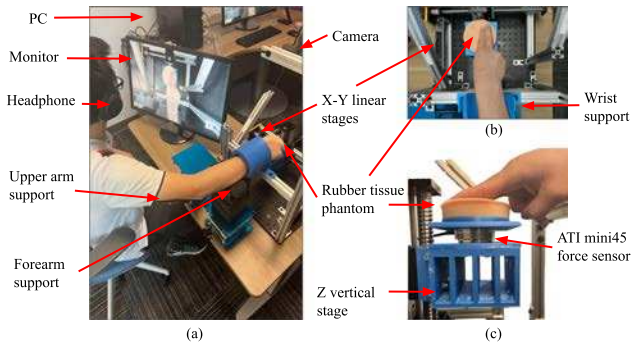 PC
Monitor
Headphone
Upper arm
support
Forearm
support
(a)
Camera
X-Y linear
stages
Rubber tissue
phantom
Z vertical
stage
(b)
Wrist
support
ATI mini45
force sensor
(c)